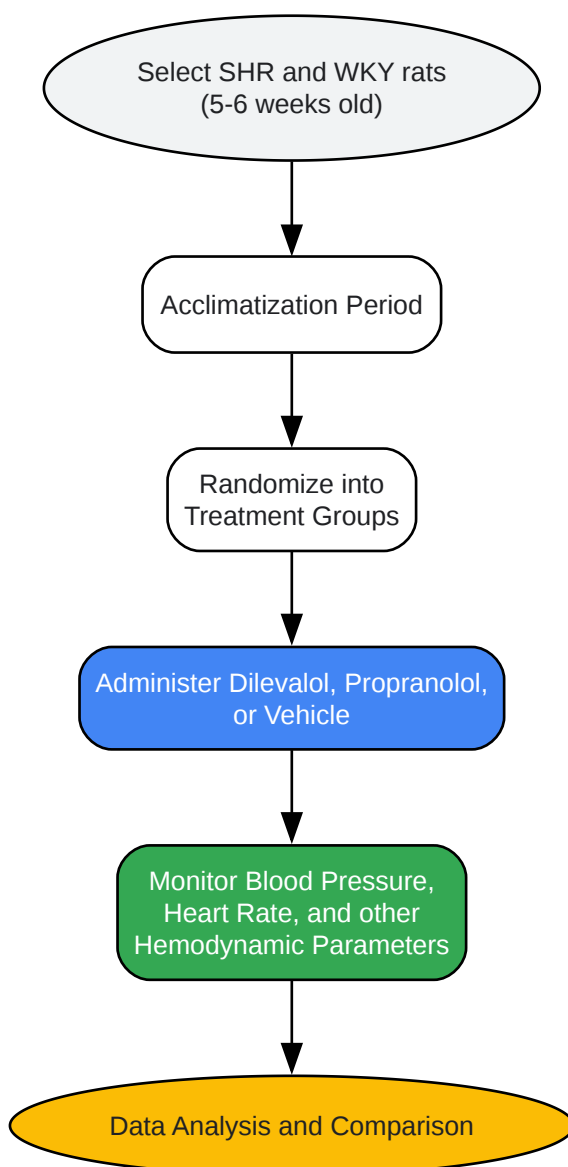 Select SHR and WKY rats
(5-6 weeks old)
Acclimatization Period
Randomize into
Treatment Groups
Administer Dilevalol, Propranolol,
or Vehicle
Monitor Blood Pressure,
Heart Rate, and other
Hemodynamic Parameters
Data Analysis and Comparison